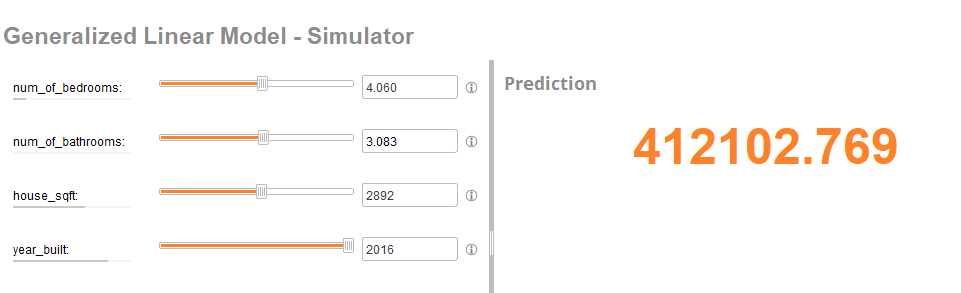 Generalized Linear Model - Simulator
num_of_bedrooms: 4.060
num_of_bathrooms: 3.083
house_sqft: 2892
year_built: 2016
Prediction
412102.769